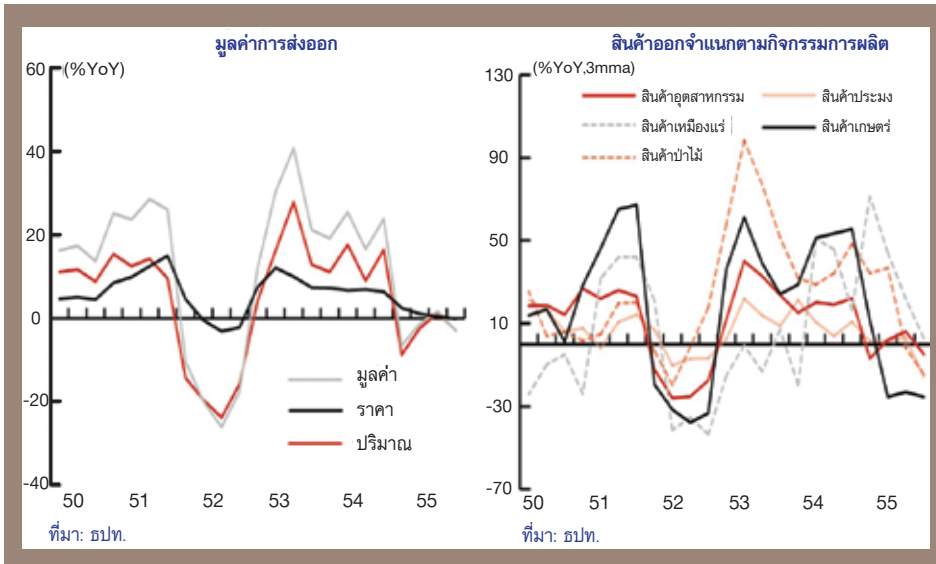 มูลค่าการส่งออก
(%YoY)
60
40
20
0
-20
-40
มูลค่า
ราคา
ปริมาณ
50 51 52 53 54 55
ที่มา: ธปท.
สินค้าออกจำแนกตามกิจกรรมการผลิต
(%YoY,3mma)
130
90
50
10
-30
-70
สินค้าอุตสาหกรรม สินค้าประมง
สินค้าเหมืองแร่ สินค้าเกษตร่
สินค้าป่าไม้
50 51 52 53 54 55
ที่มา: ธปท.